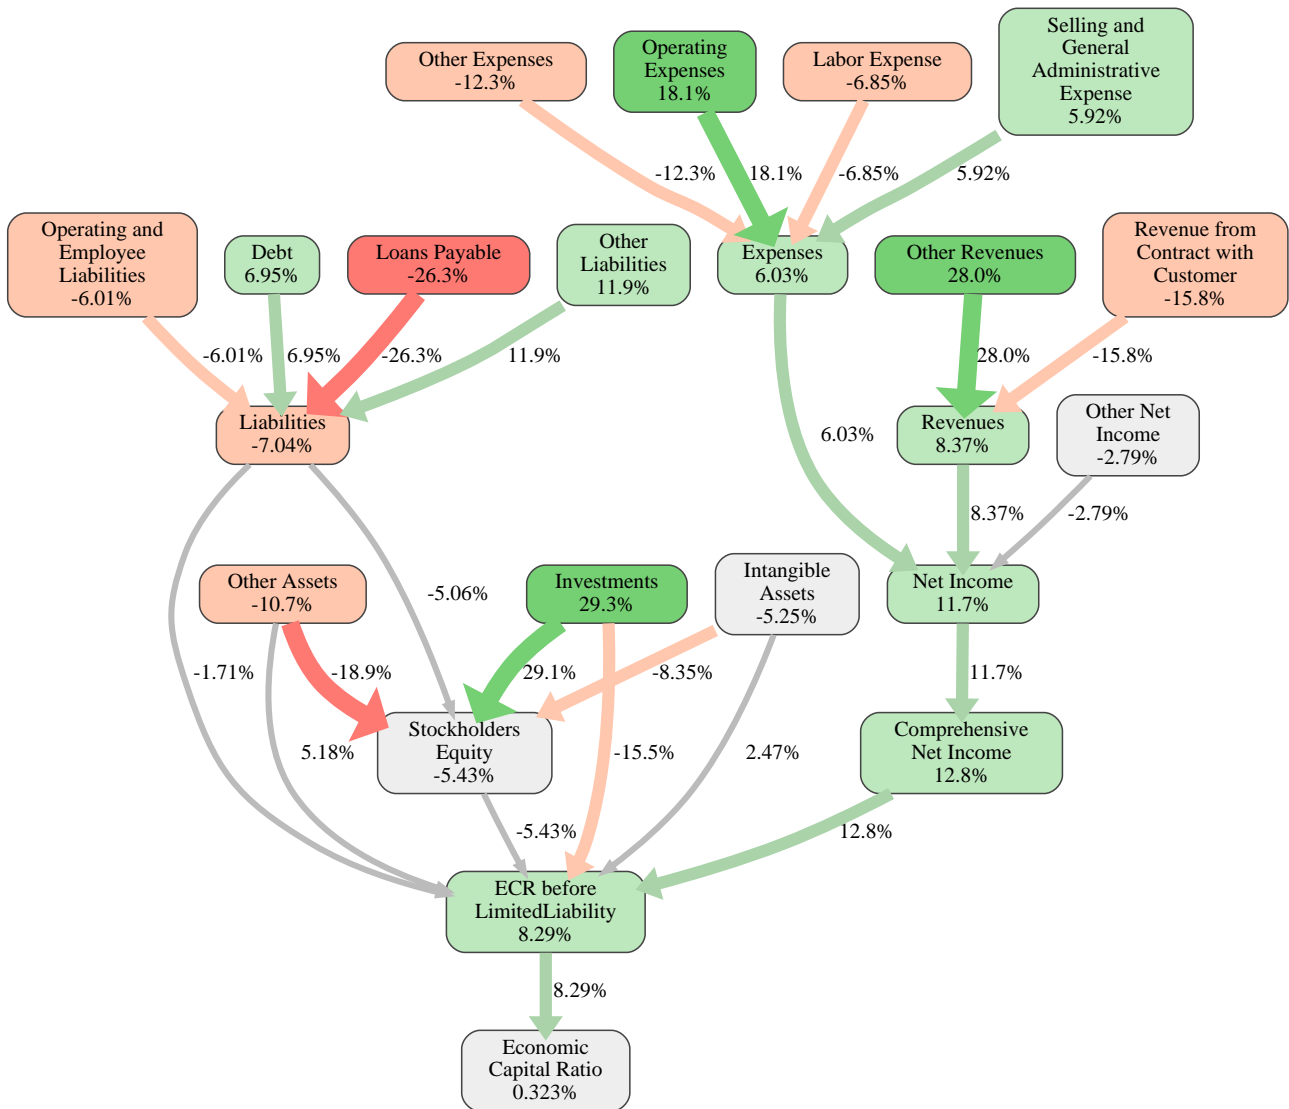 Other Expenses
-12.3%
Operating
Expenses
18.1%
Labor Expense
-6.85%
Selling and
General
Administrative
Expense
5.92%
-12.3%
18.1%
-6.85%
5.92%
Operating and
Employee
Liabilities
-6.01%
Debt
6.95%
Loans Payable
-26.3%
Other
Liabilities
11.9%
Expenses
6.03%
Other Revenues
28.0%
Revenue from
Contract with
Customer
-15.8%
-6.01%
6.95%
-26.3%
11.9%
28.0%
-15.8%
Liabilities
-7.04%
6.03%
Revenues
8.37%
Other Net
Income
-2.79%
8.37%
-2.79%
Other Assets
-10.7%
-5.06%
Investments
29.3%
Intangible
Assets
-5.25%
Net Income
11.7%
-1.71%
-18.9%
29.1%
-8.35%
11.7%
5.18%
Stockholders
Equity
-5.43%
-15.5%
2.47%
Comprehensive
Net Income
12.8%
-5.43%
12.8%
ECR before
LimitedLiability
8.29%
8.29%
Economic
Capital Ratio
0.323%